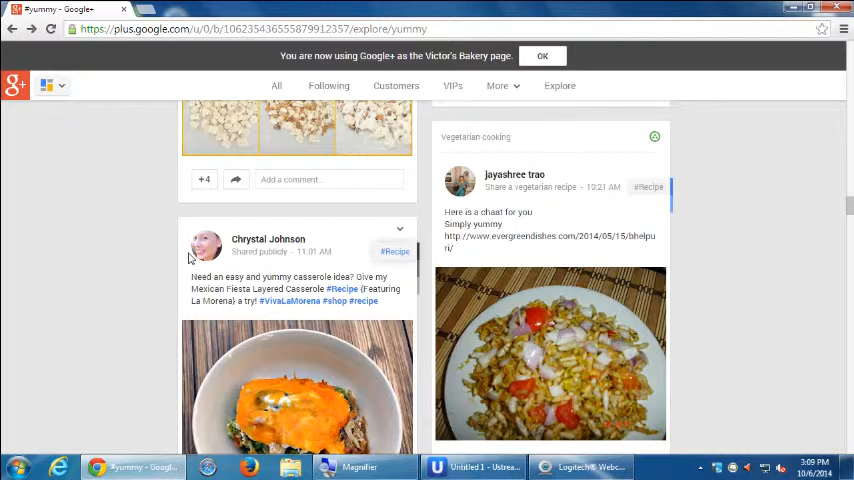 #yummy - Google+
https://plus.google.com/u/0/b/106235436555879912357/explore/yummy
You are now using Google+ as the Victor's Bakery page. OK
g+ All Following Customers VIPs More Explore
+4 Add a comment...
Chrystal Johnson
Shared publicly - 11:01 AM #Recipe
Need an easy and yummy casserole idea? Give my
Mexican Fiesta Layered Casserole #Recipe {Featuring
La Morena} a try! #VivaLaMorena #shop #recipe
Vegetarian cooking
jayashree trao
Share a vegetarian recipe - 10:21 AM #Recipe
Here is a chaat for you
Simply yummy
http://www.evergreendishes.com/2014/05/15/bhelpu
ri/
#yummy - Googl... Magnifier Untitled 1 - Ustrea... Logitech® Webc...
3:09 PM
10/6/2014